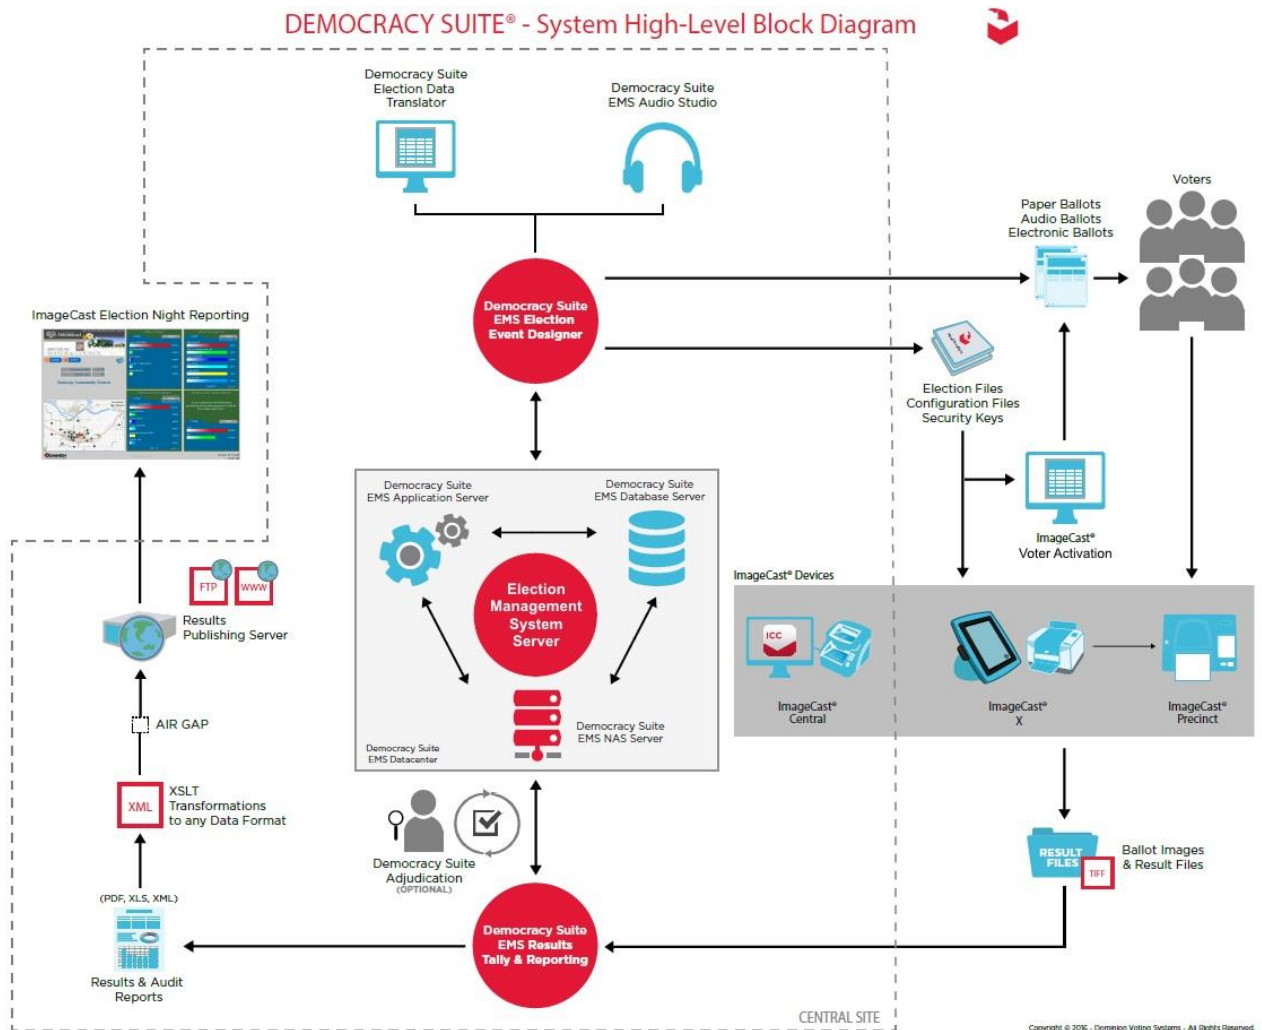 DEMOCRACY SUITE® - System High-Level Block Diagram
Democracy Suite
Election Data
Translator
Democracy Suite
EMS Audio Studio
Voters
Paper Ballots
Audio Ballots
Electronic Ballots
Democracy Suite
EMS Election
Event Designer
ImageCast Election Night Reporting
Election Files
Configuration Files
Security Keys
Democracy Suite
EMS Application Server
Democracy Suite
EMS Database Server
ImageCast®
Voter Activation
Election
Management
System
Server
ImageCast® Devices
FTP
WWW
Results
Publishing Server
ICC
ImageCast®
Central
ImageCast®
X
ImageCast®
Precinct
AIR GAP
Democracy Suite
EMS NAS Server
Democracy Suite
EMS Datacenter
XML
XSLT
Transformations
to any Data Format
Democracy Suite
Adjudication
(OPTIONAL)
RESULT
FILES
TIFF
Ballot Images
& Result Files
(PDF, XLS, XML)
Democracy Suite
EMS Results
Tally & Reporting
Results & Audit
Reports
CENTRAL SITE
Copyright © 2016 - Dominion Voting Systems - All Rights Reserved.